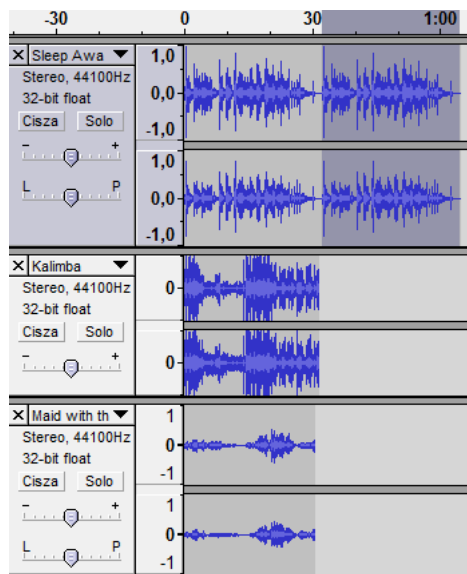 -30 0 30 1:00
X Sleep Awa ▼ 1,0
Stereo, 44100Hz
32-bit float 0,0-
Cisza Solo
- + -1,0
1,0
L P 0,0-
-1,0
X Kalimba ▼
Stereo, 44100Hz 0-
32-bit float
Cisza Solo
- + 0-
X Maid with th ▼ 1
Stereo, 44100Hz
32-bit float 0-
Cisza Solo -1
- + 1
L P 0-
-1